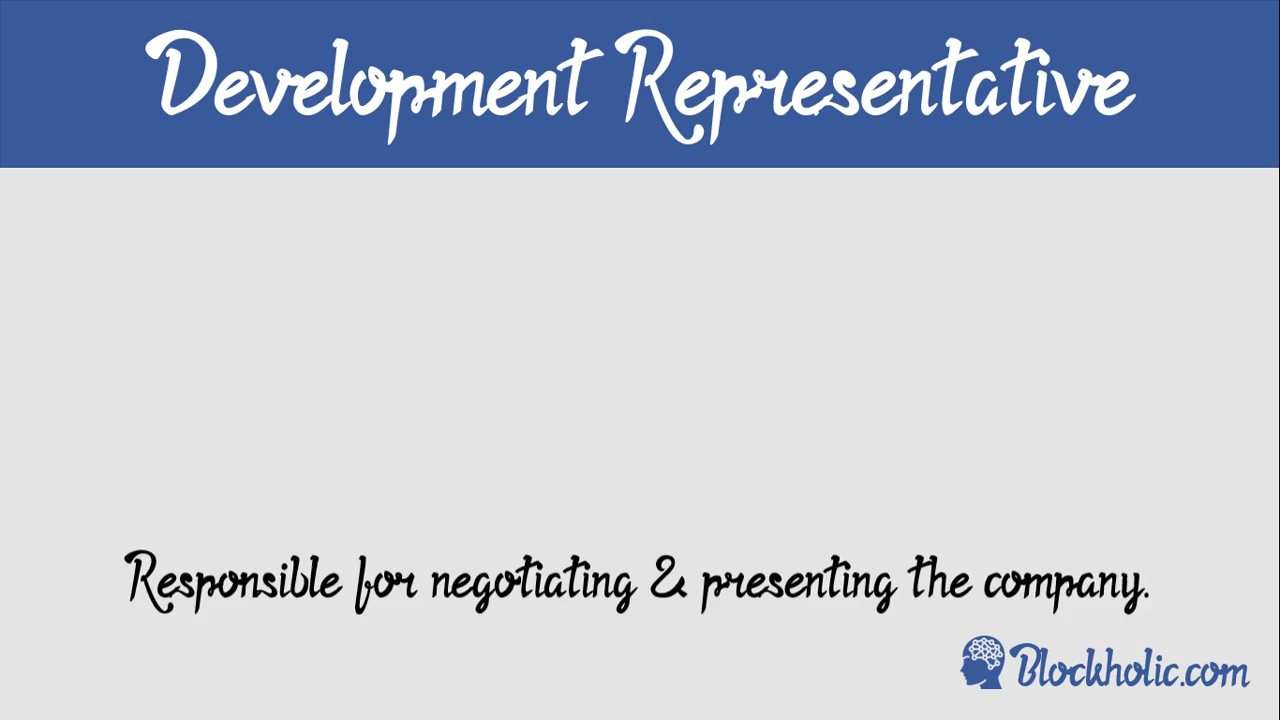 Development Representative
Responsible for negotiating & presenting the company.
Blockholic.com